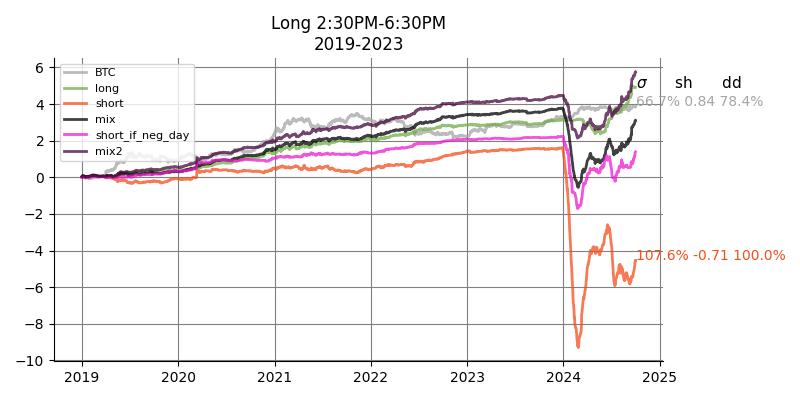 Long 2:30PM-6:30PM
2019-2023
BTC
long
short
mix
short_if_neg_day
mix2
σ sh dd
66.7% 0.84 78.4%
107.6% -0.71 100.0%
6
4
2
0
−2
−4
−6
−8
−10
2019 2020 2021 2022 2023 2024 2025